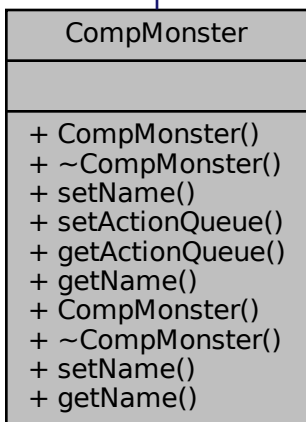 CompMonster
+ CompMonster()
+ ~CompMonster()
+ setName()
+ setActionQueue()
+ getActionQueue()
+ getName()
+ CompMonster()
+ ~CompMonster()
+ setName()
+ getName()